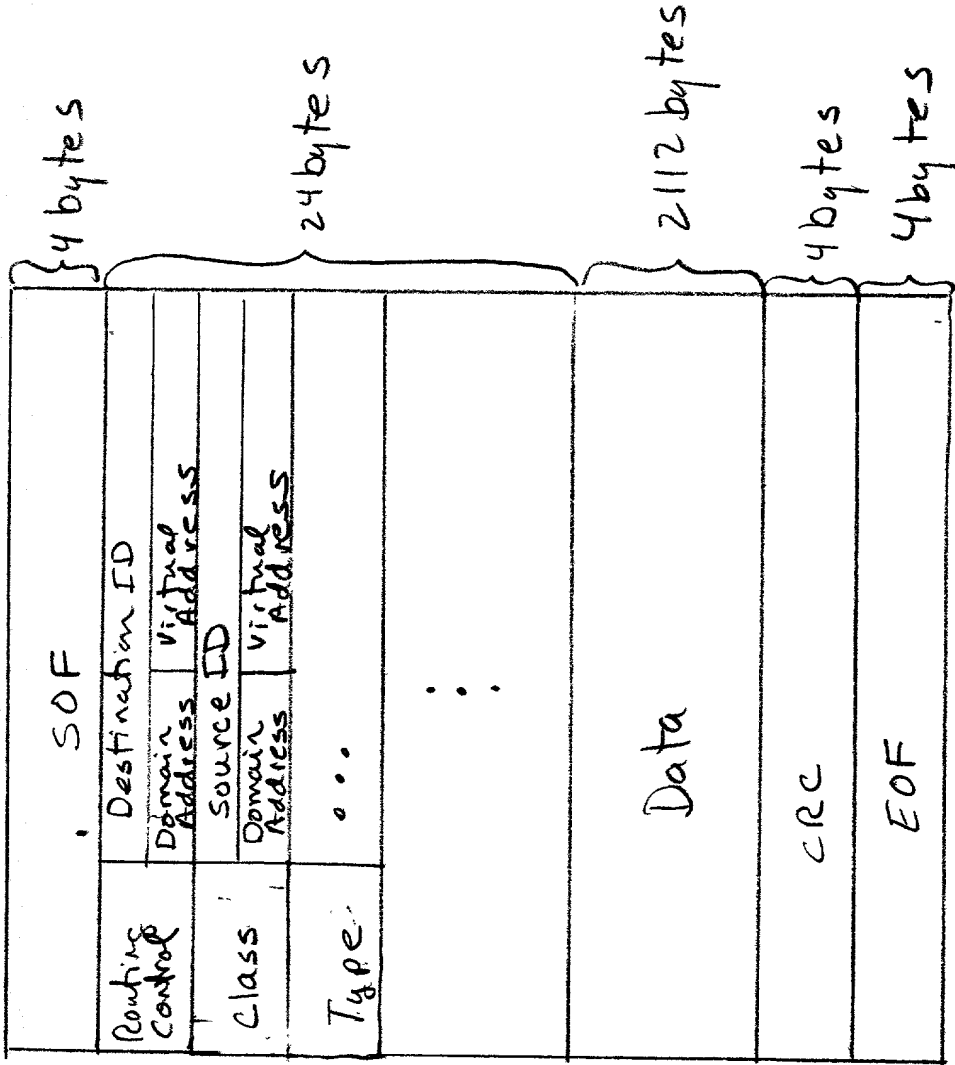 SOF
4 bytes
Routing
Control
Destination ID
Domain
Address
Virtual
Address
24 bytes
Class
Source ID
Domain
Address
Virtual
Address
Type
...
...
Data
2112 bytes
CRC
4 bytes
EOF
4 bytes